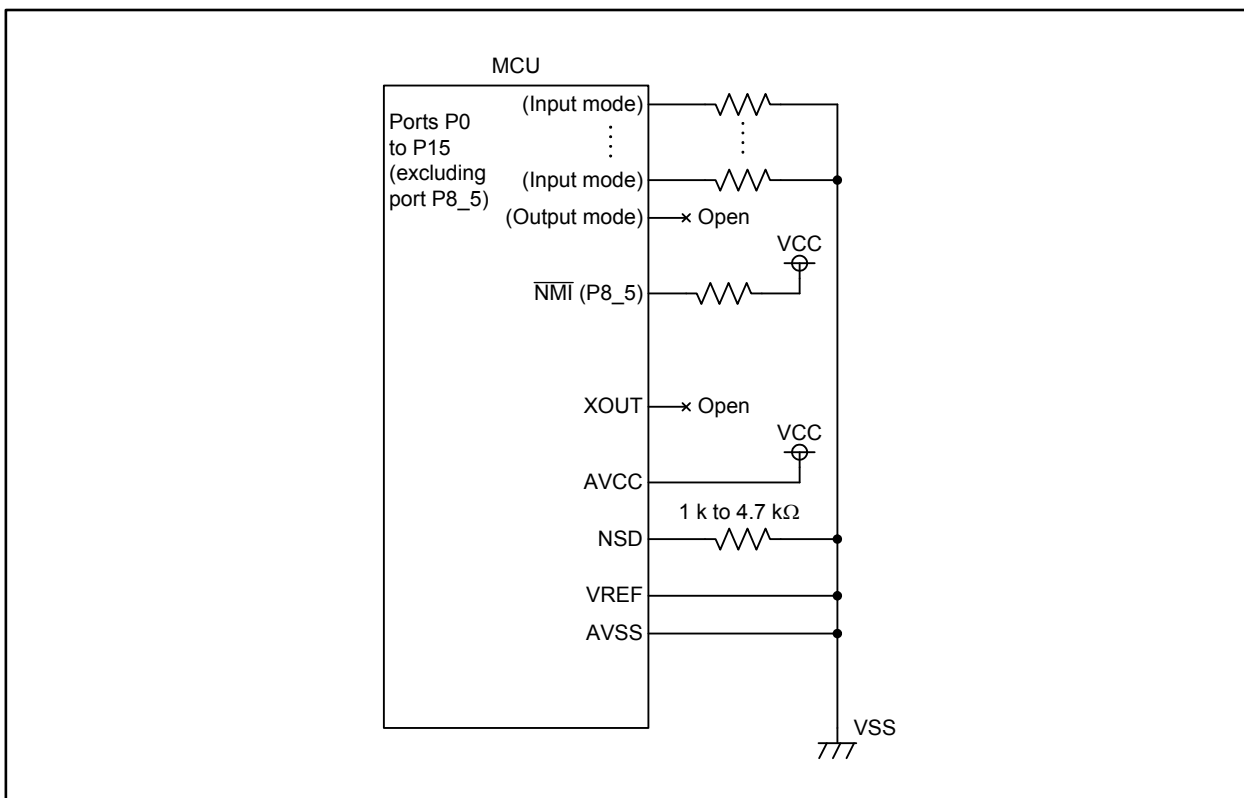 MCU
Ports P0
to P15
(excluding
port P8_5)
(Input mode)
(Input mode)
(Output mode)
Open
VCC
N̅M̅I̅ (P8_5)
XOUT
Open
VCC
AVCC
1 k to 4.7 kΩ
NSD
VREF
AVSS
VSS